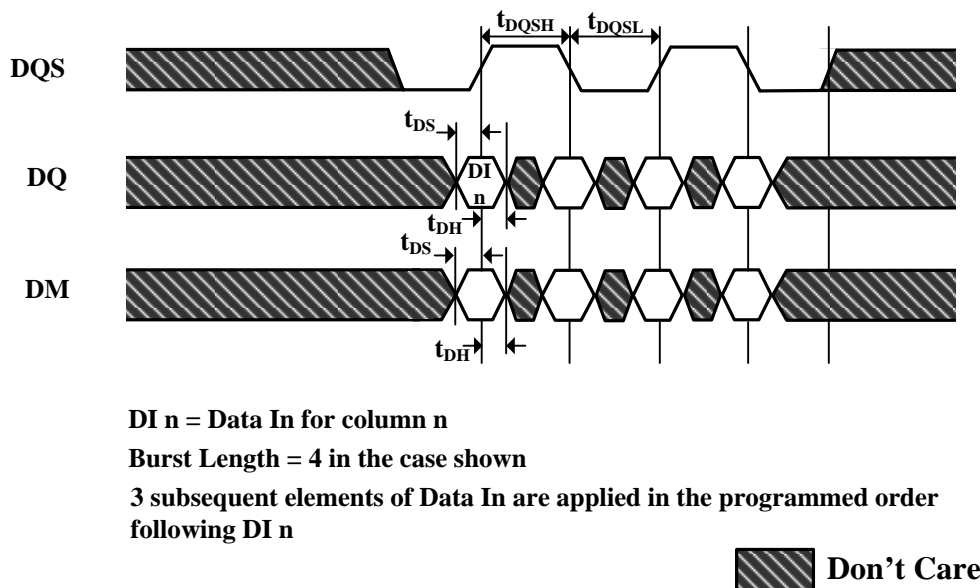 tDQSH tDQSL
DQS
tDS
DQ
DI
n
tDH
tDS
DM
tDH
DI n = Data In for column n
Burst Length = 4 in the case shown
3 subsequent elements of Data In are applied in the programmed order
following DI n
Don't Care